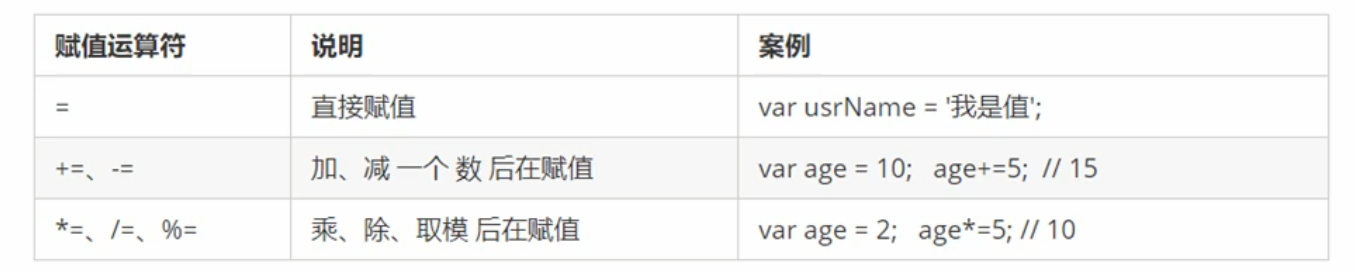 赋值运算符 说明 案例
= 直接赋值 var usrName = '我是值';
+=、-= 加、减 一个 数 后在赋值 var age = 10; age+=5; // 15
*=、/=、%= 乘、除、取模 后在赋值 var age = 2; age*=5; // 10